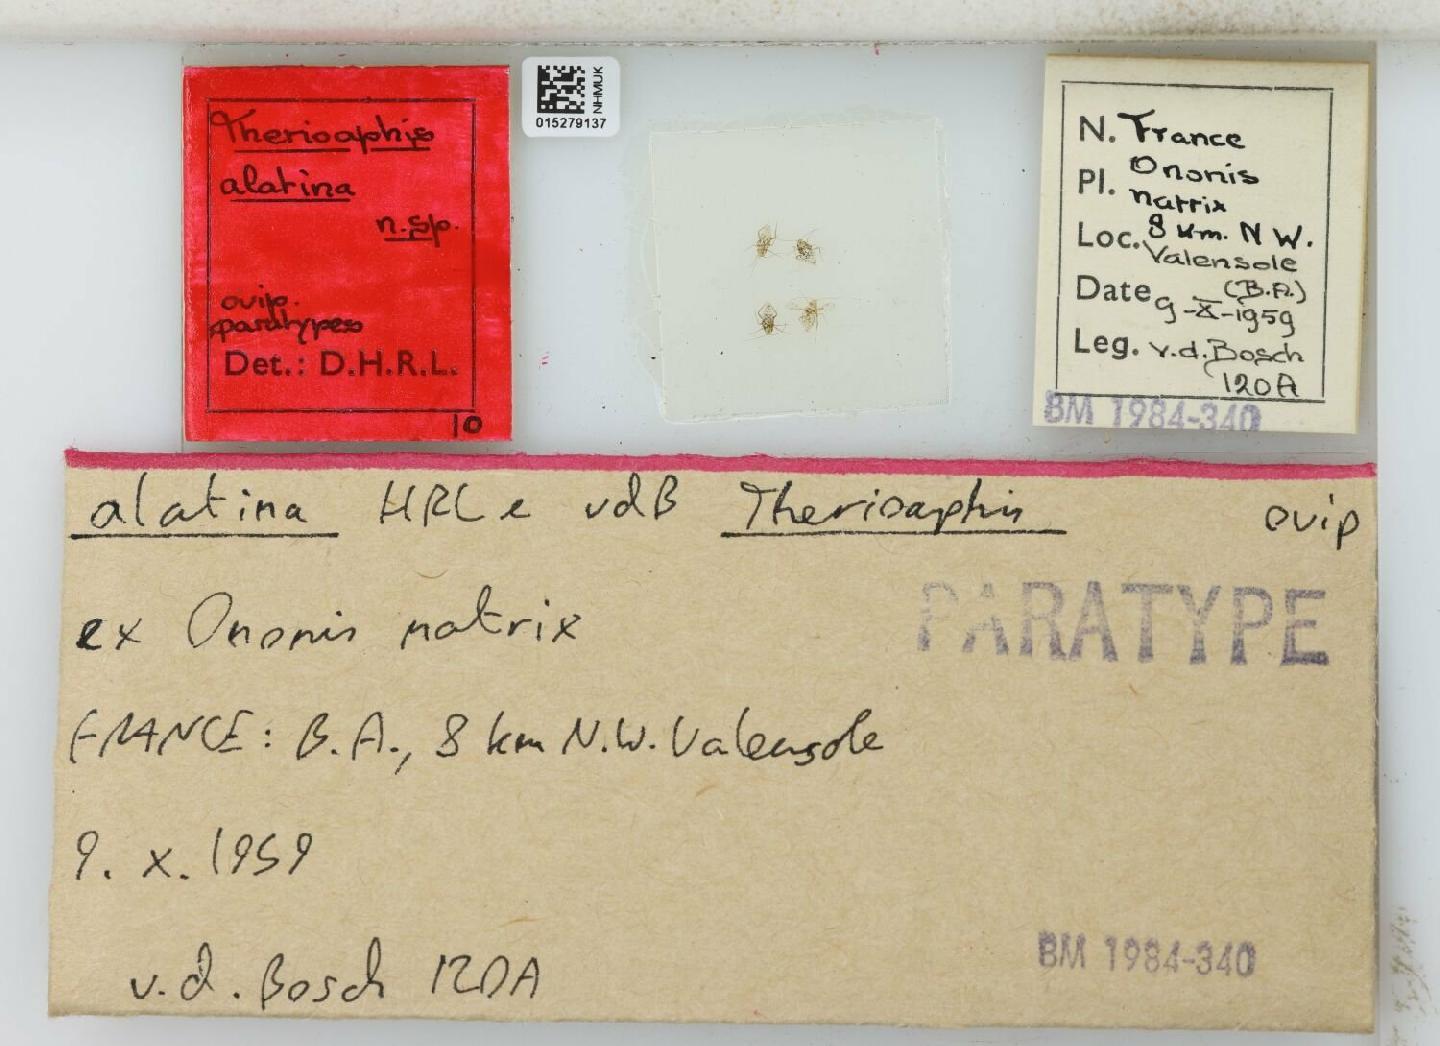 Therioaphis
alatina
n.sp.
ovip.
paratypes
Det.: D.H.R.L.
10
NHMUK
015279137
N. France
Pl. Ononis
natrix
Loc. 8 km. N W.
Valensole
(B.A.)
Date 9-X-1959
Leg. v.d. Bosch
120A
BM 1984-340
alatina HRL e vdB Therioaphis ovip
ex Ononis natrix
PARATYPE
FRANCE: B.A., 8 km N.W. Valensole
9. x. 1959
v.d. Bosch 120A
BM 1984-340